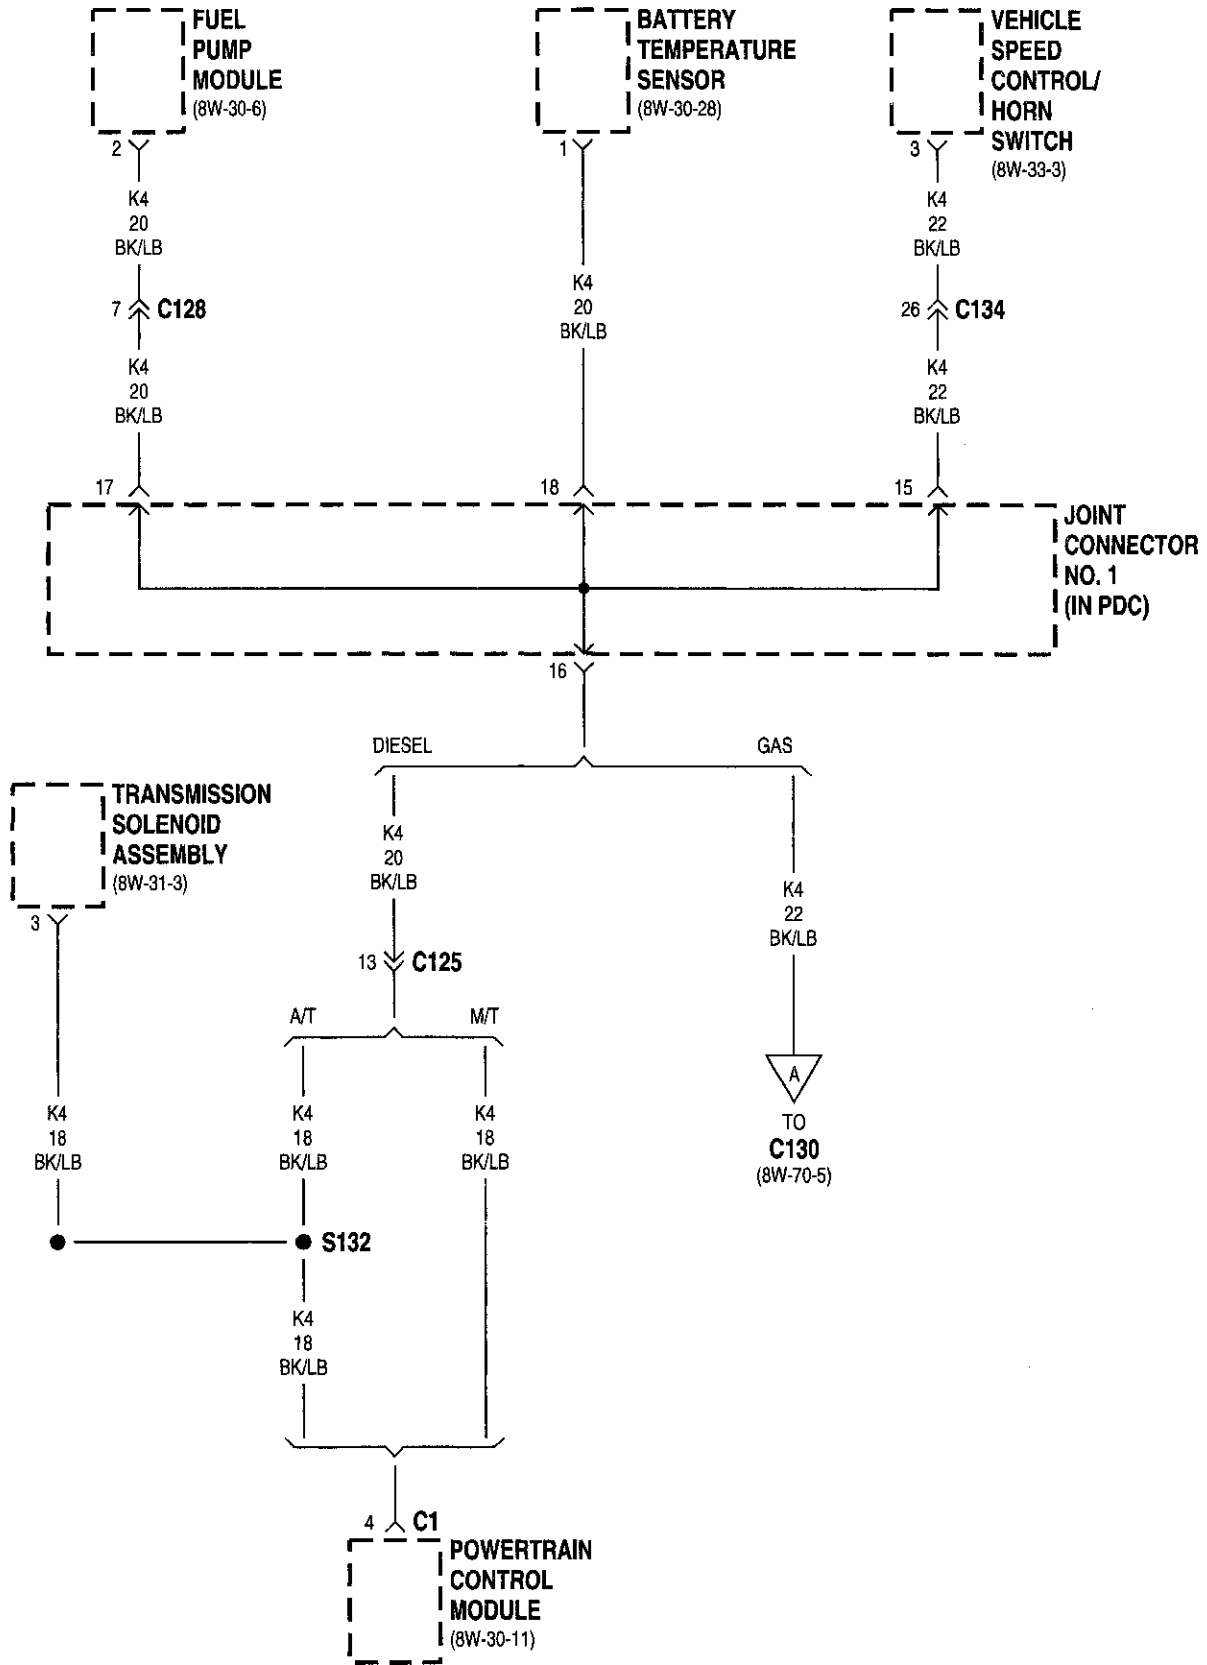 FUEL
PUMP
MODULE
(8W-30-6)
BATTERY
TEMPERATURE
SENSOR
(8W-30-28)
VEHICLE
SPEED
CONTROL/
HORN
SWITCH
(8W-33-3)
2
1
3
K4
20
BK/LB
K4
22
BK/LB
K4
20
BK/LB
7 C128
26 C134
K4
20
BK/LB
K4
22
BK/LB
17
18
15
JOINT
CONNECTOR
NO. 1
(IN PDC)
16
DIESEL
GAS
TRANSMISSION
SOLENOID
ASSEMBLY
(8W-31-3)
3
K4
20
BK/LB
K4
22
BK/LB
13 C125
A/T
M/T
A
TO
C130
(8W-70-5)
K4
18
BK/LB
K4
18
BK/LB
K4
18
BK/LB
S132
K4
18
BK/LB
4 C1
POWERTRAIN
CONTROL
MODULE
(8W-30-11)